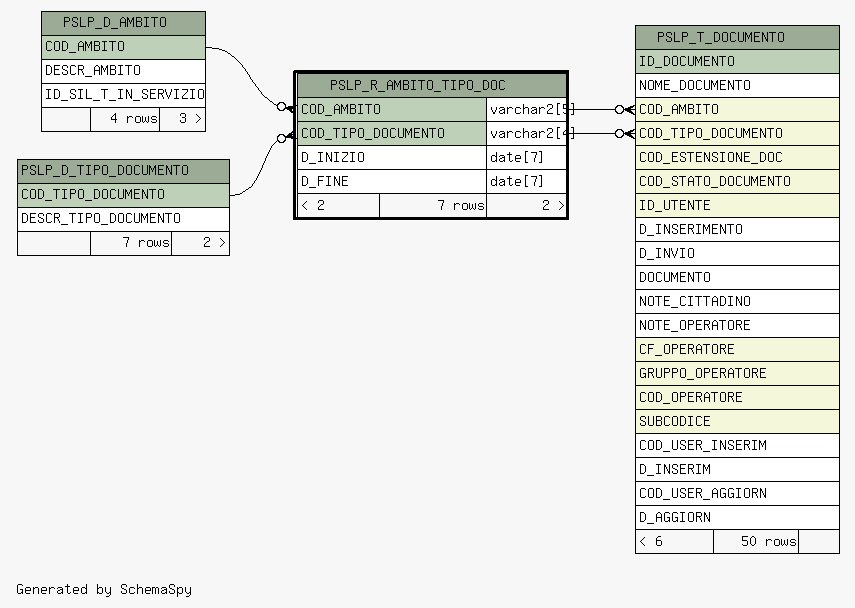 PSLP_D_AMBITO
COD_AMBITO
DESCR_AMBITO
ID_SIL_T_IN_SERVIZIO
4 rows 3 >
PSLP_D_TIPO_DOCUMENTO
COD_TIPO_DOCUMENTO
DESCR_TIPO_DOCUMENTO
7 rows 2 >
PSLP_R_AMBITO_TIPO_DOC
COD_AMBITO varchar2[5]
COD_TIPO_DOCUMENTO varchar2[4]
D_INIZIO date[7]
D_FINE date[7]
< 2 7 rows 2 >
PSLP_T_DOCUMENTO
ID_DOCUMENTO
NOME_DOCUMENTO
COD_AMBITO
COD_TIPO_DOCUMENTO
COD_ESTENSIONE_DOC
COD_STATO_DOCUMENTO
ID_UTENTE
D_INSERIMENTO
D_INVIO
DOCUMENTO
NOTE_CITTADINO
NOTE_OPERATORE
CF_OPERATORE
GRUPPO_OPERATORE
COD_OPERATORE
SUBCODICE
COD_USER_INSERIM
D_INSERIM
COD_USER_AGGIORN
D_AGGIORN
< 6 50 rows
Generated by SchemaSpy